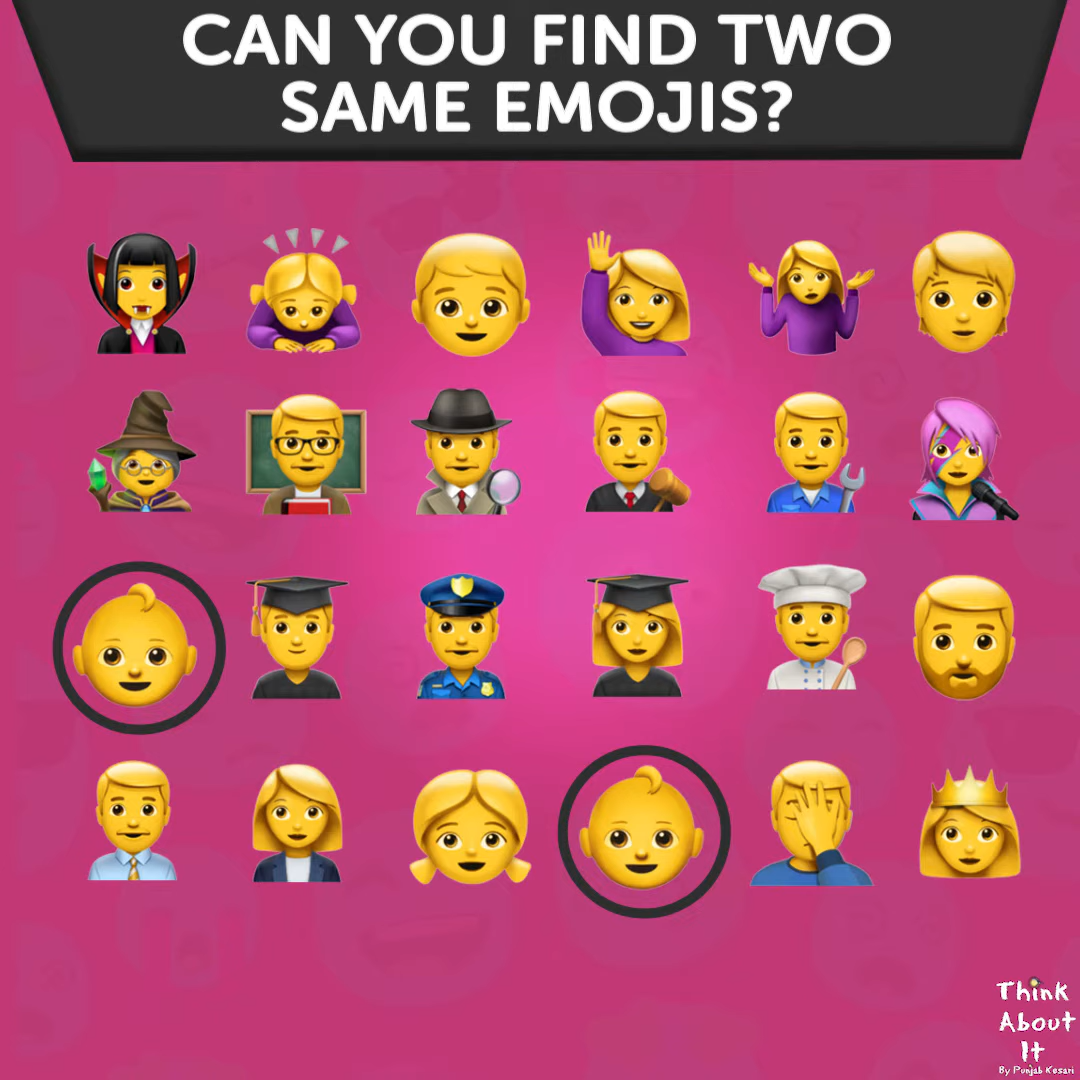 CAN YOU FIND TWO
SAME EMOJIS?
Think
About
It
By Punjab Kesari